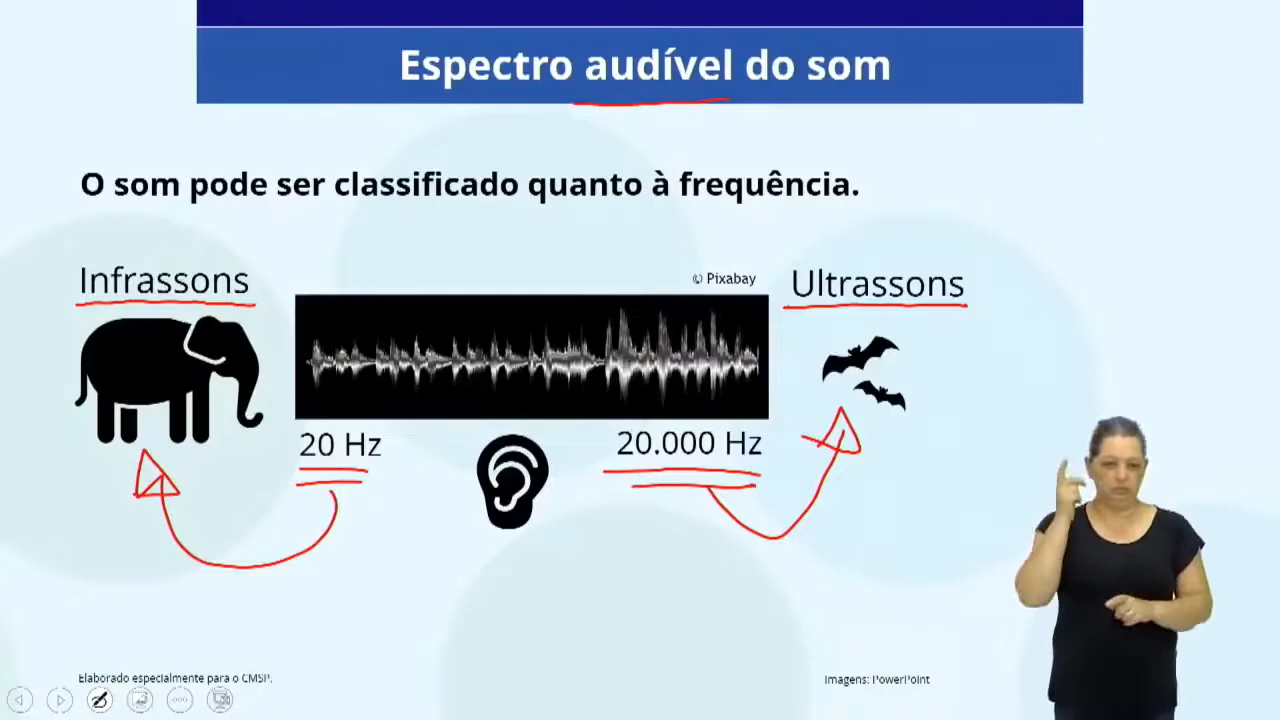 Espectro audível do som
O som pode ser classificado quanto à frequência.
Infrassons
© Pixabay
Ultrassons
20 Hz
20.000 Hz
Elaborado especialmente para o CMSP.
Imagens: PowerPoint